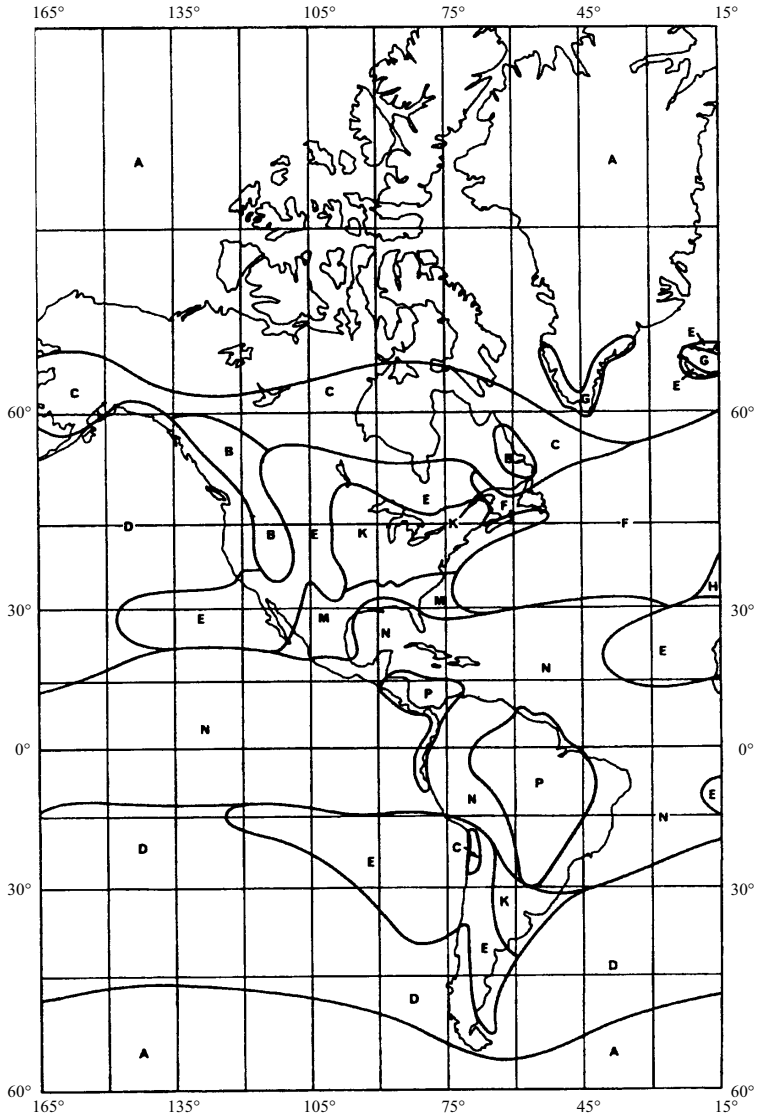 165° 135° 105° 75° 45° 15°
A A
E
G
E
C C G
60° C 60°
B
B
E F
D B E K K F
H
30° E M M 30°
N E
N
P
N
0° P 0°
N E
N
D C E
30° K 30°
E
D
D
A A
60° 60°
165° 135° 105° 75° 45° 15°